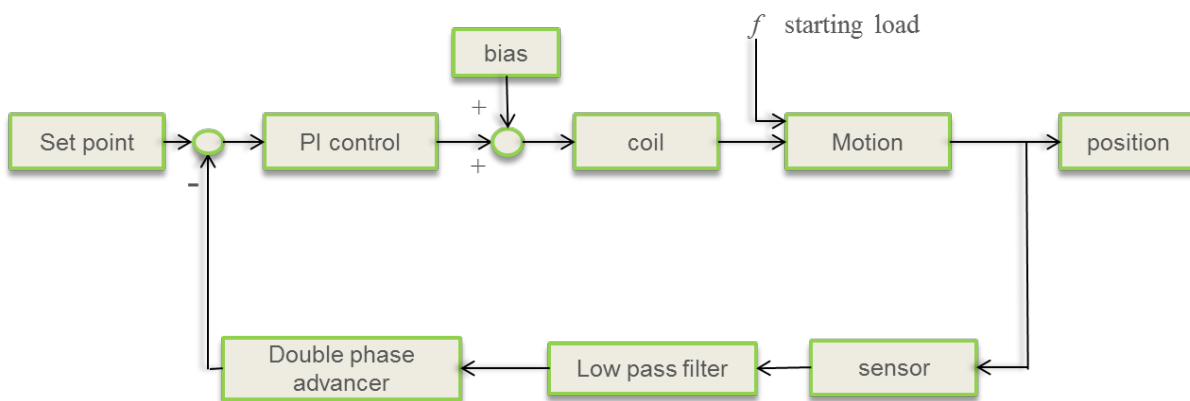 f starting load
bias
+
Set point
PI control
coil
Motion
position
+
-
Double phase
advancer
Low pass filter
sensor